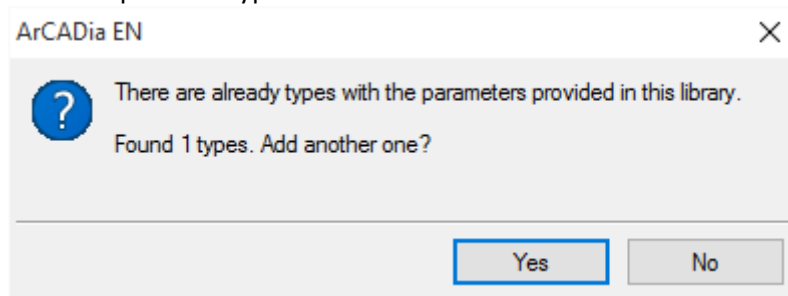 ArCADia EN
There are already types with the parameters provided in this library.
?
Found 1 types. Add another one?
Yes
No